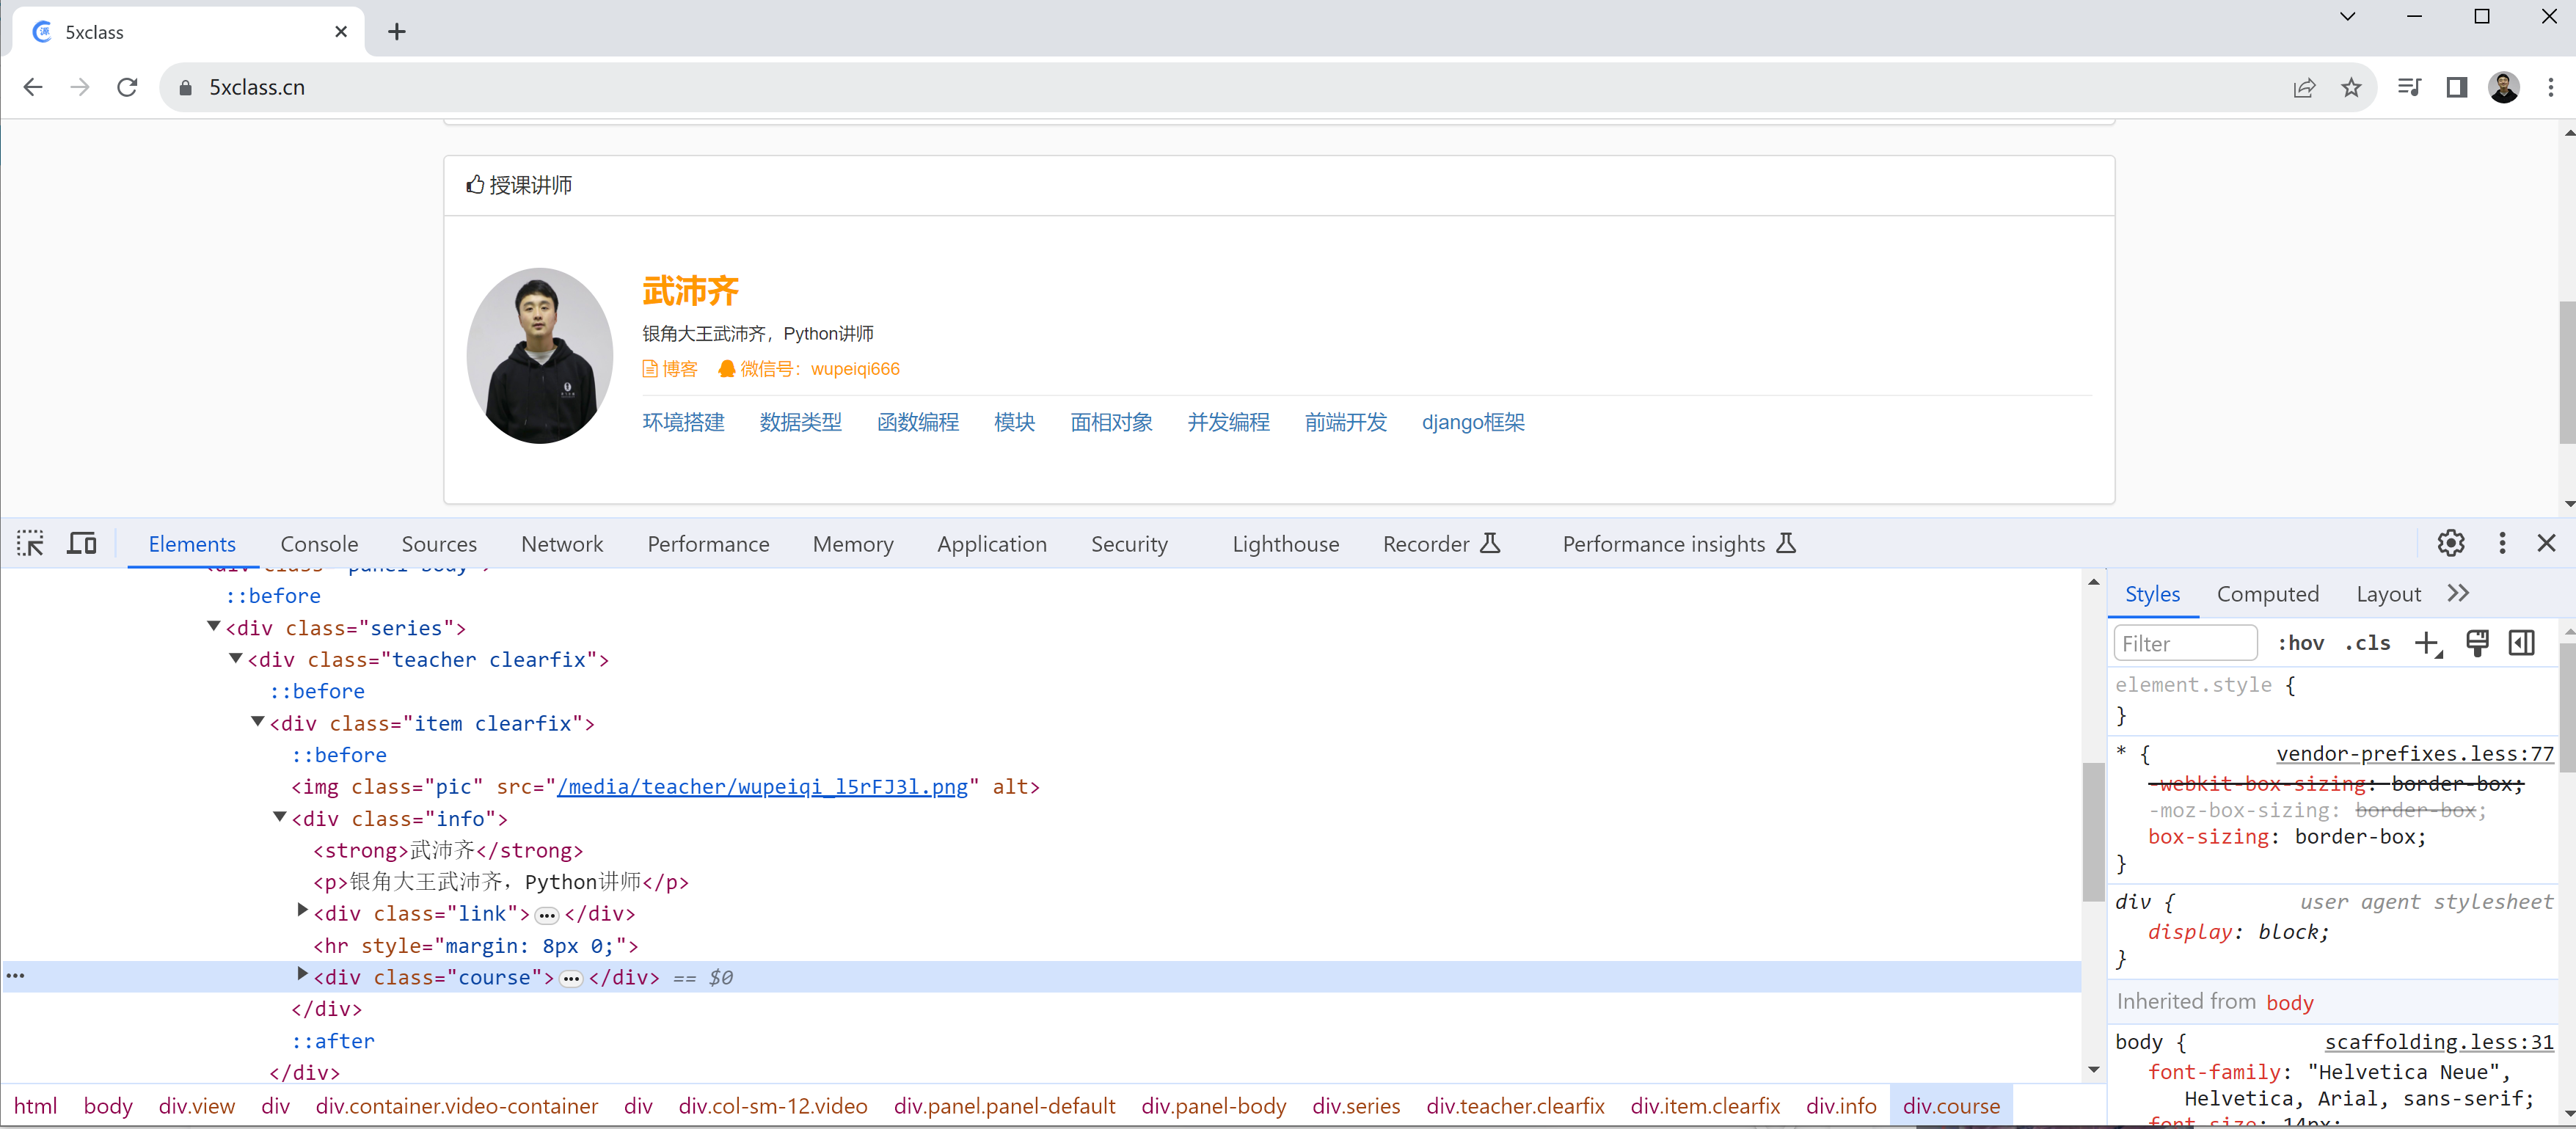 5xclass
5xclass.cn
授课讲师
武沛齐
银角大王武沛齐，Python讲师
博客 微信号：wupeiqi666
环境搭建 数据类型 函数编程 模块 面相对象 并发编程 前端开发 django框架
Elements Console Sources Network Performance Memory Application Security Lighthouse Recorder Performance insights
::before
<div class="series">
<div class="teacher clearfix">
::before
<div class="item clearfix">
::before
<img class="pic" src="/media/teacher/wupeiqi_l5rFJ3l.png" alt>
<div class="info">
<strong>武沛齐</strong>
<p>银角大王武沛齐，Python讲师</p>
<div class="link">…</div>
<hr style="margin: 8px 0;">
<div class="course">…</div> == $0
</div>
::after
</div>
html body div.view div div.container.video-container div div.col-sm-12.video div.panel.panel-default div.panel-body div.series div.teacher.clearfix div.item.clearfix div.info div.course
Styles Computed Layout
Filter :hov .cls
element.style {
}
* { vendor-prefixes.less:77
-webkit-box-sizing: border-box;
-moz-box-sizing: border-box;
box-sizing: border-box;
}
div { user agent stylesheet
display: block;
}
Inherited from body
body { scaffolding.less:31
font-family: "Helvetica Neue",
Helvetica, Arial, sans-serif;
font-size: 14px;